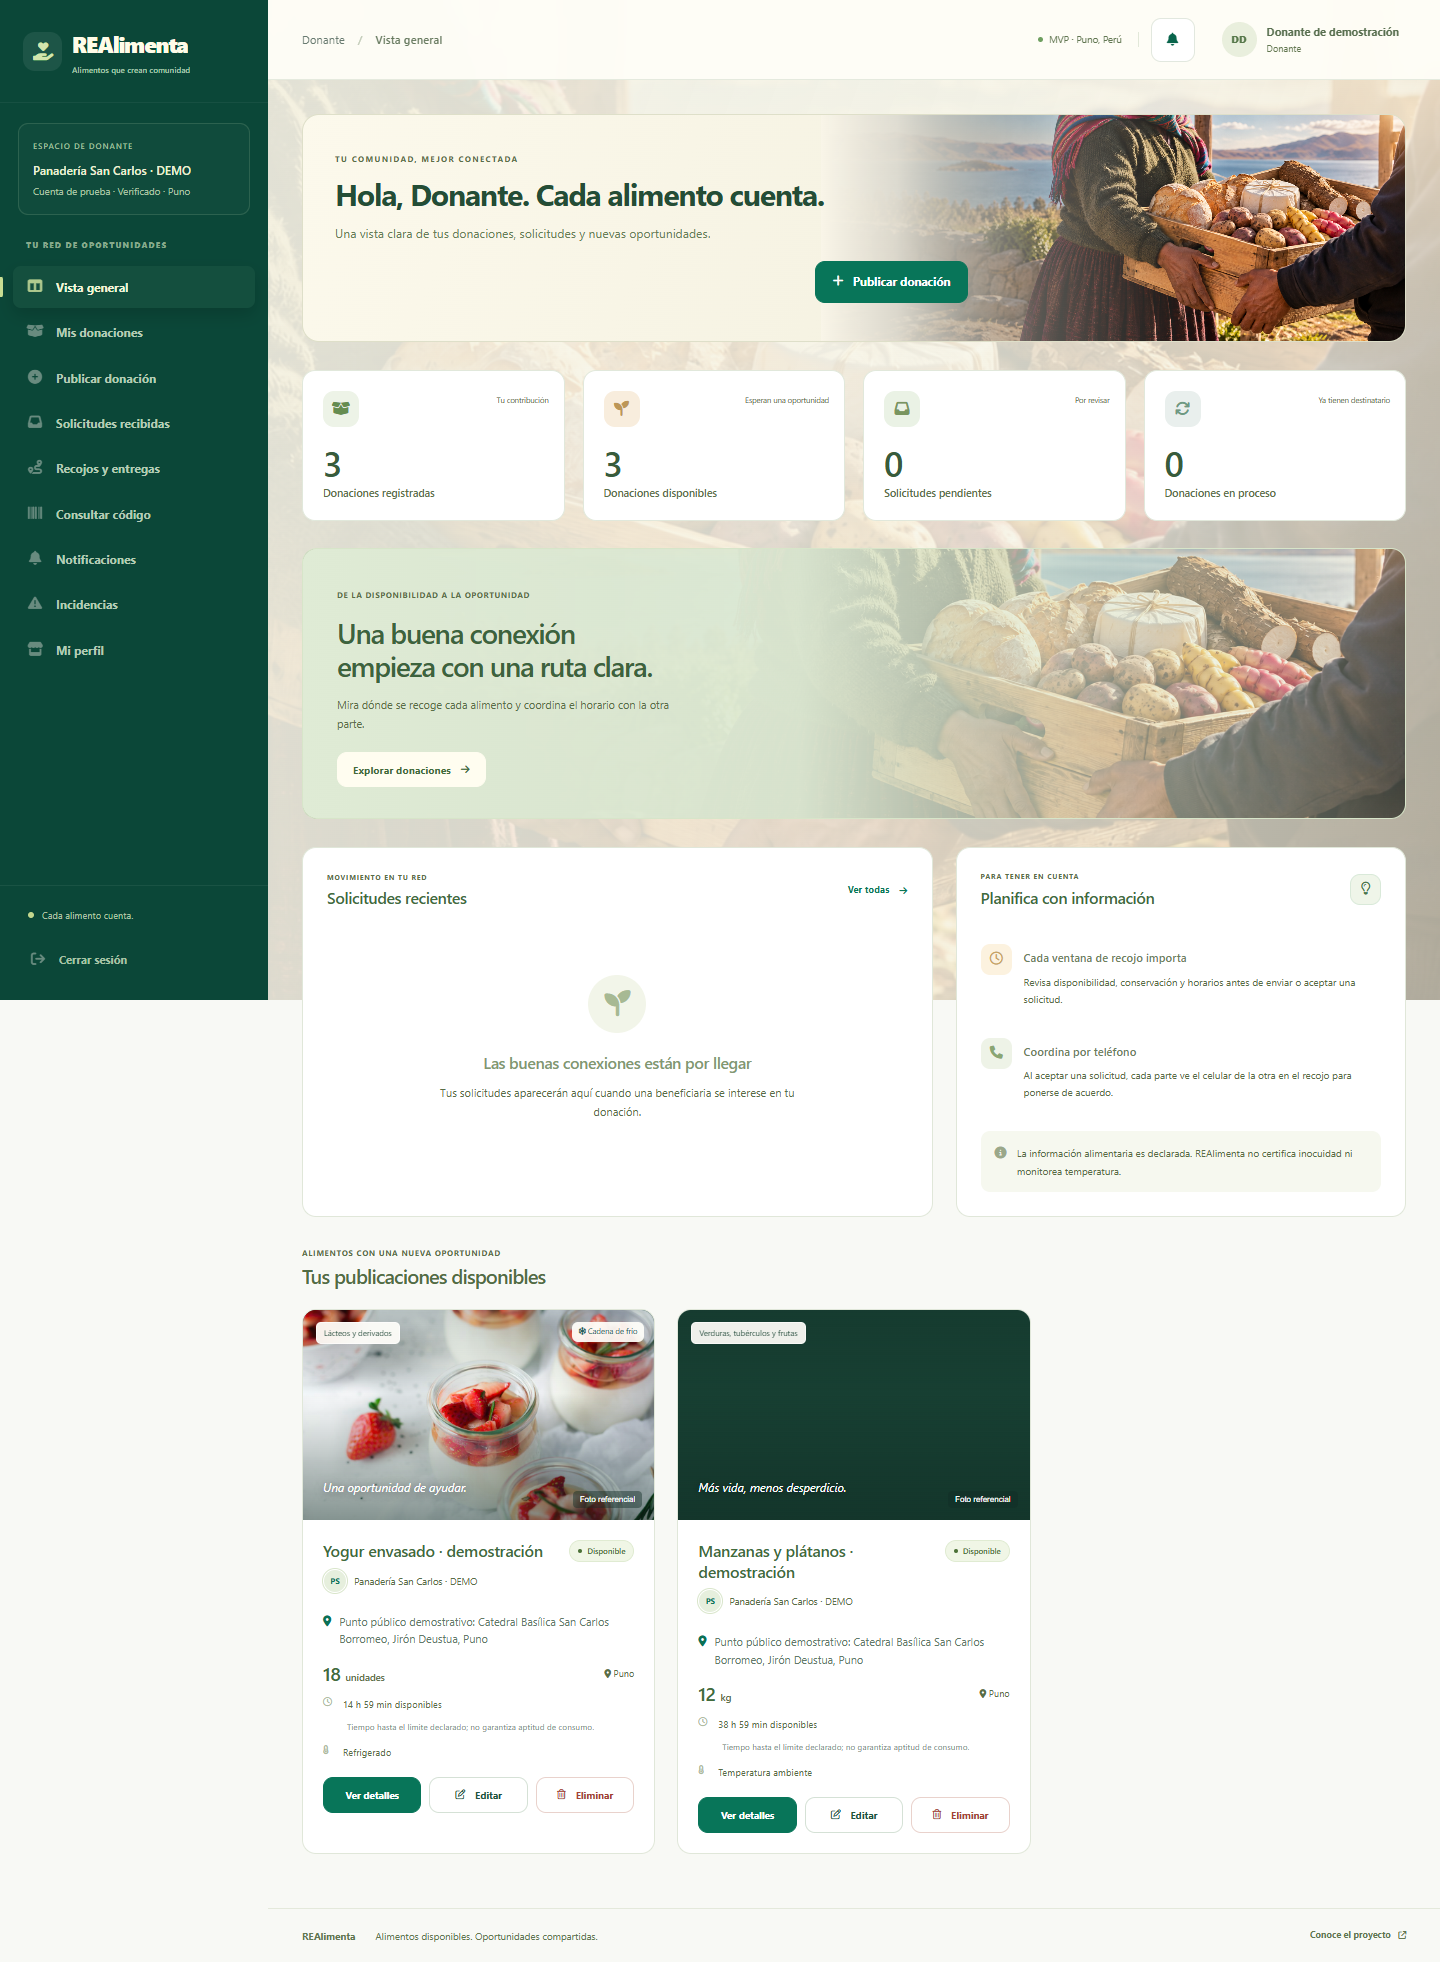 REAlimenta
Alimentos que crean comunidad
ESPACIO DE DONANTE
Panadería San Carlos · DEMO
Cuenta de prueba · Verificado · Puno
TU RED DE OPORTUNIDADES
Vista general
Mis donaciones
Publicar donación
Solicitudes recibidas
Recojos y entregas
Consultar código
Notificaciones
Incidencias
Mi perfil
Cada alimento cuenta.
Cerrar sesión
Donante / Vista general
MVP · Puno, Perú
DD
Donante de demostración
Donante
TU COMUNIDAD, MEJOR CONECTADA
Hola, Donante. Cada alimento cuenta.
Una vista clara de tus donaciones, solicitudes y nuevas oportunidades.
Publicar donación
Tu contribución
3
Donaciones registradas
Esperan una oportunidad
3
Donaciones disponibles
Por revisar
0
Solicitudes pendientes
Ya tienen destinatario
0
Donaciones en proceso
DE LA DISPONIBILIDAD A LA OPORTUNIDAD
Una buena conexión
empieza con una ruta clara.
Mira dónde se recoge cada alimento y coordina el horario con la otra
parte.
Explorar donaciones
MOVIMIENTO EN TU RED
Solicitudes recientes
Ver todas
Las buenas conexiones están por llegar
Tus solicitudes aparecerán aquí cuando una beneficiaria se interese en tu
donación.
PARA TENER EN CUENTA
Planifica con información
Cada ventana de recojo importa
Revisa disponibilidad, conservación y horarios antes de enviar o aceptar una
solicitud.
Coordina por teléfono
Al aceptar una solicitud, cada parte ve el celular de la otra en el recojo para
ponerse de acuerdo.
La información alimentaria es declarada. REAlimenta no certifica inocuidad ni
monitorea temperatura.
ALIMENTOS CON UNA NUEVA OPORTUNIDAD
Tus publicaciones disponibles
Lácteos y derivados
Cadena de frío
Una oportunidad de ayudar.
Foto referencial
Yogur envasado · demostración
Disponible
PS
Panadería San Carlos · DEMO
Punto público demostrativo: Catedral Basílica San Carlos
Borromeo, Jirón Deustua, Puno
18 unidades
Puno
14 h 59 min disponibles
Tiempo hasta el límite declarado; no garantiza aptitud de consumo.
Refrigerado
Ver detalles
Editar
Eliminar
Verduras, tubérculos y frutas
Más vida, menos desperdicio.
Foto referencial
Manzanas y plátanos ·
demostración
Disponible
PS
Panadería San Carlos · DEMO
Punto público demostrativo: Catedral Basílica San Carlos
Borromeo, Jirón Deustua, Puno
12 kg
Puno
38 h 59 min disponibles
Tiempo hasta el límite declarado; no garantiza aptitud de consumo.
Temperatura ambiente
Ver detalles
Editar
Eliminar
REAlimenta
Alimentos disponibles. Oportunidades compartidas.
Conoce el proyecto